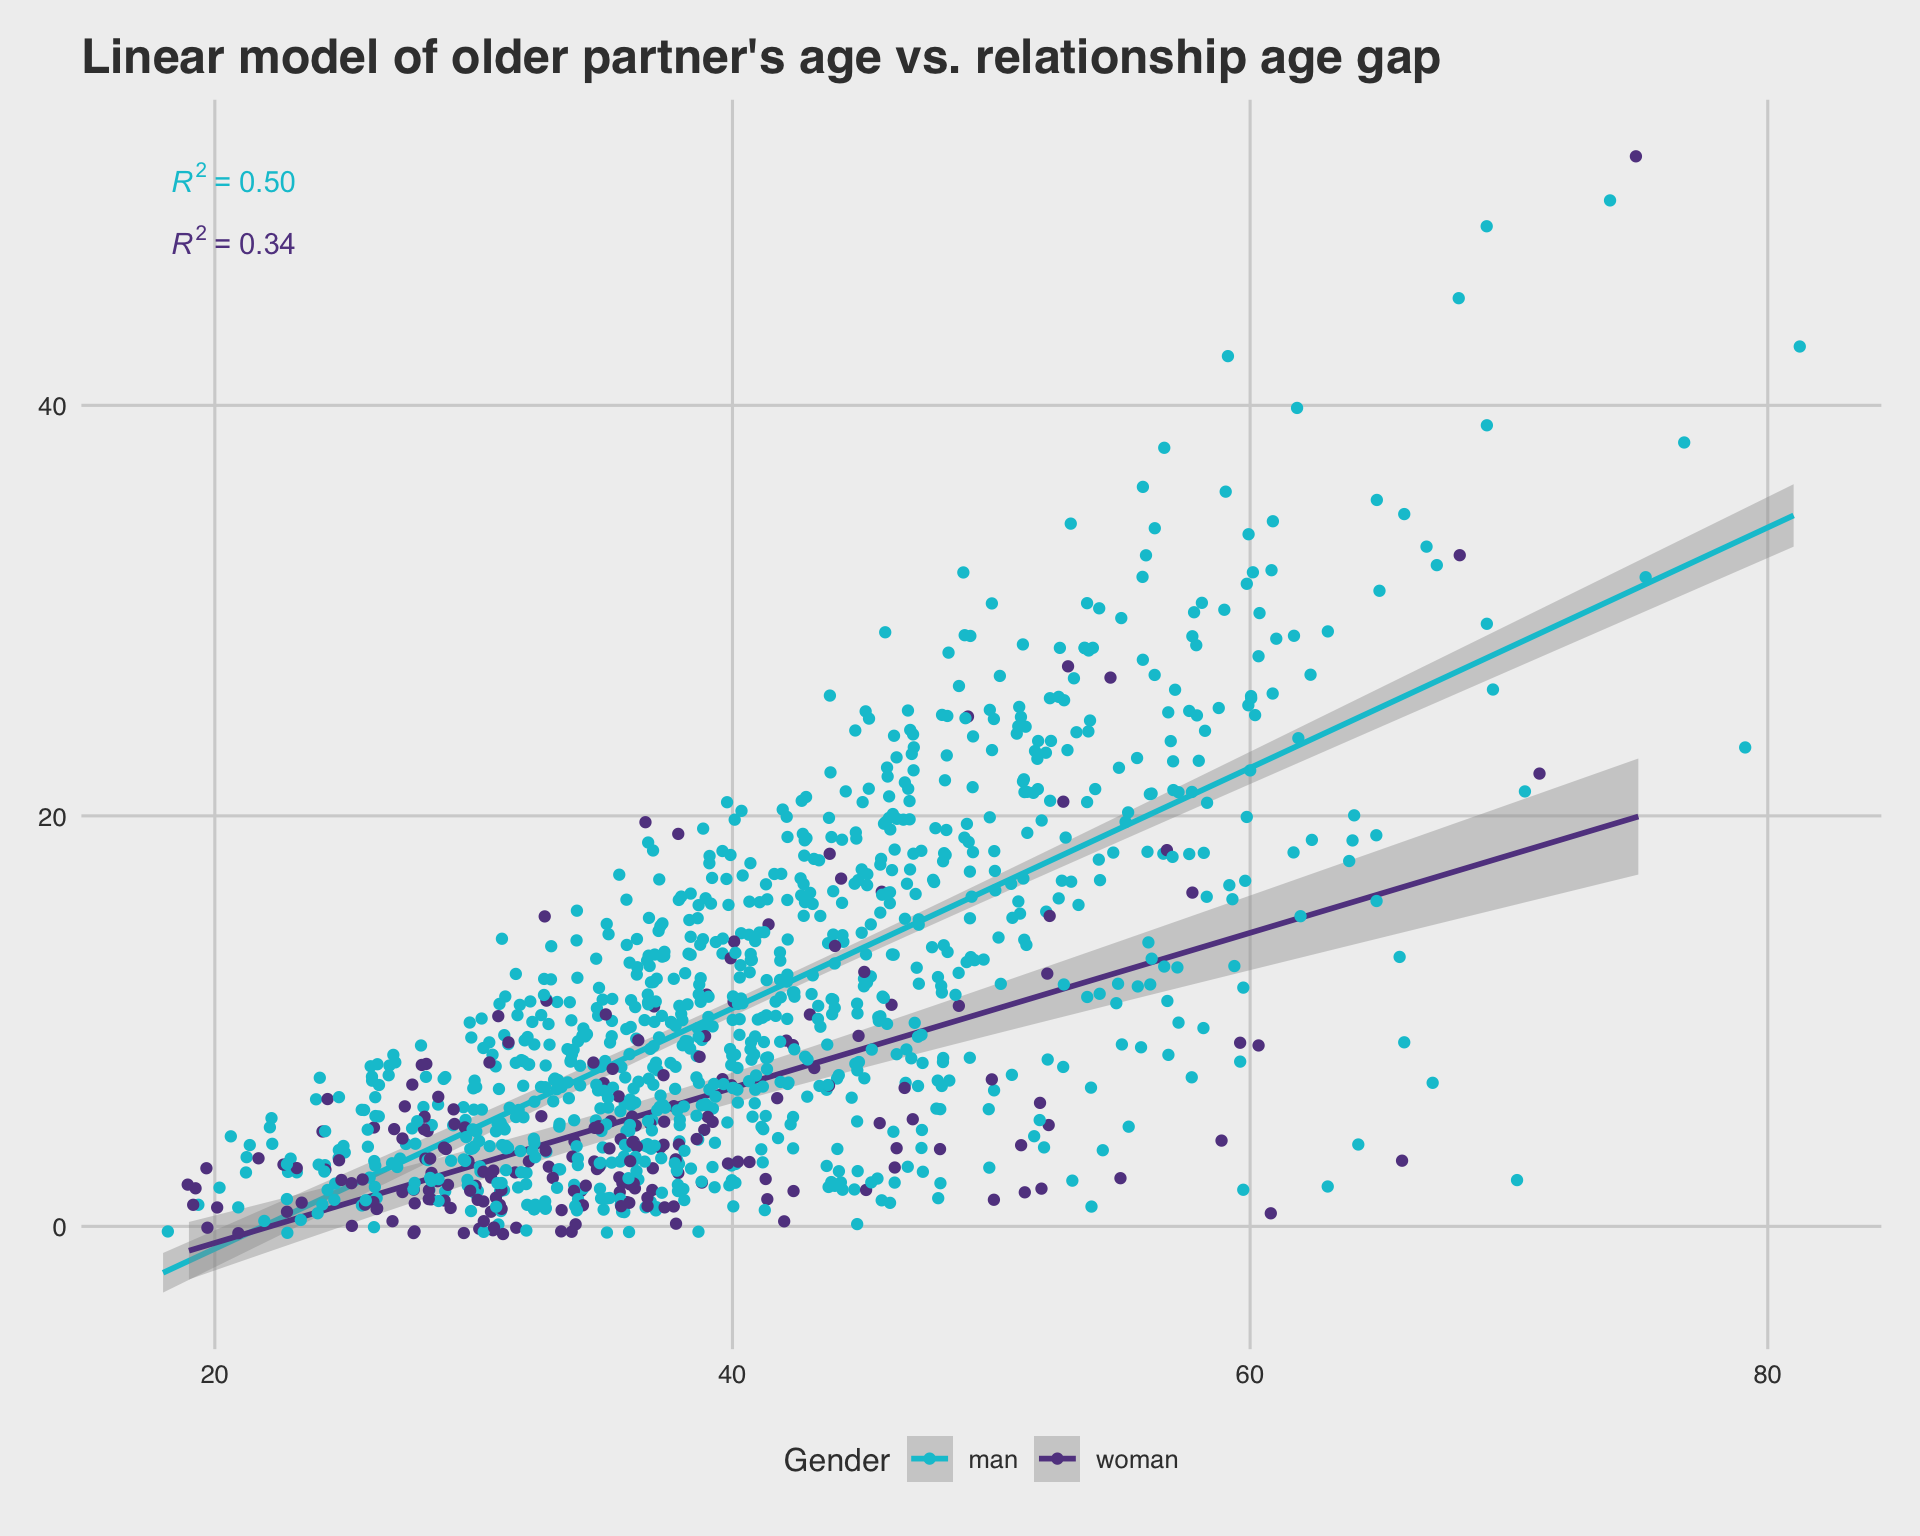 Linear model of older partner's age vs. relationship age gap
R² = 0.50
R² = 0.34
40
20
0
20 40 60 80
Gender man woman